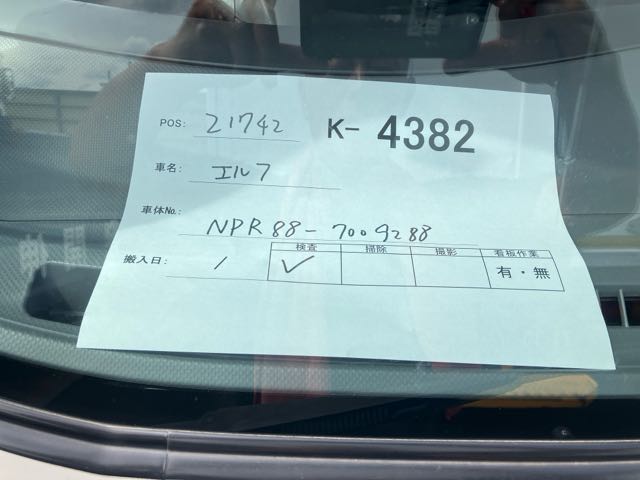 POS: 21742 K- 4382
車名: エルフ
車体No.: NPR88-7009288
検査 掃除 撮影 看板作業
搬入日: / ✓ 有・無